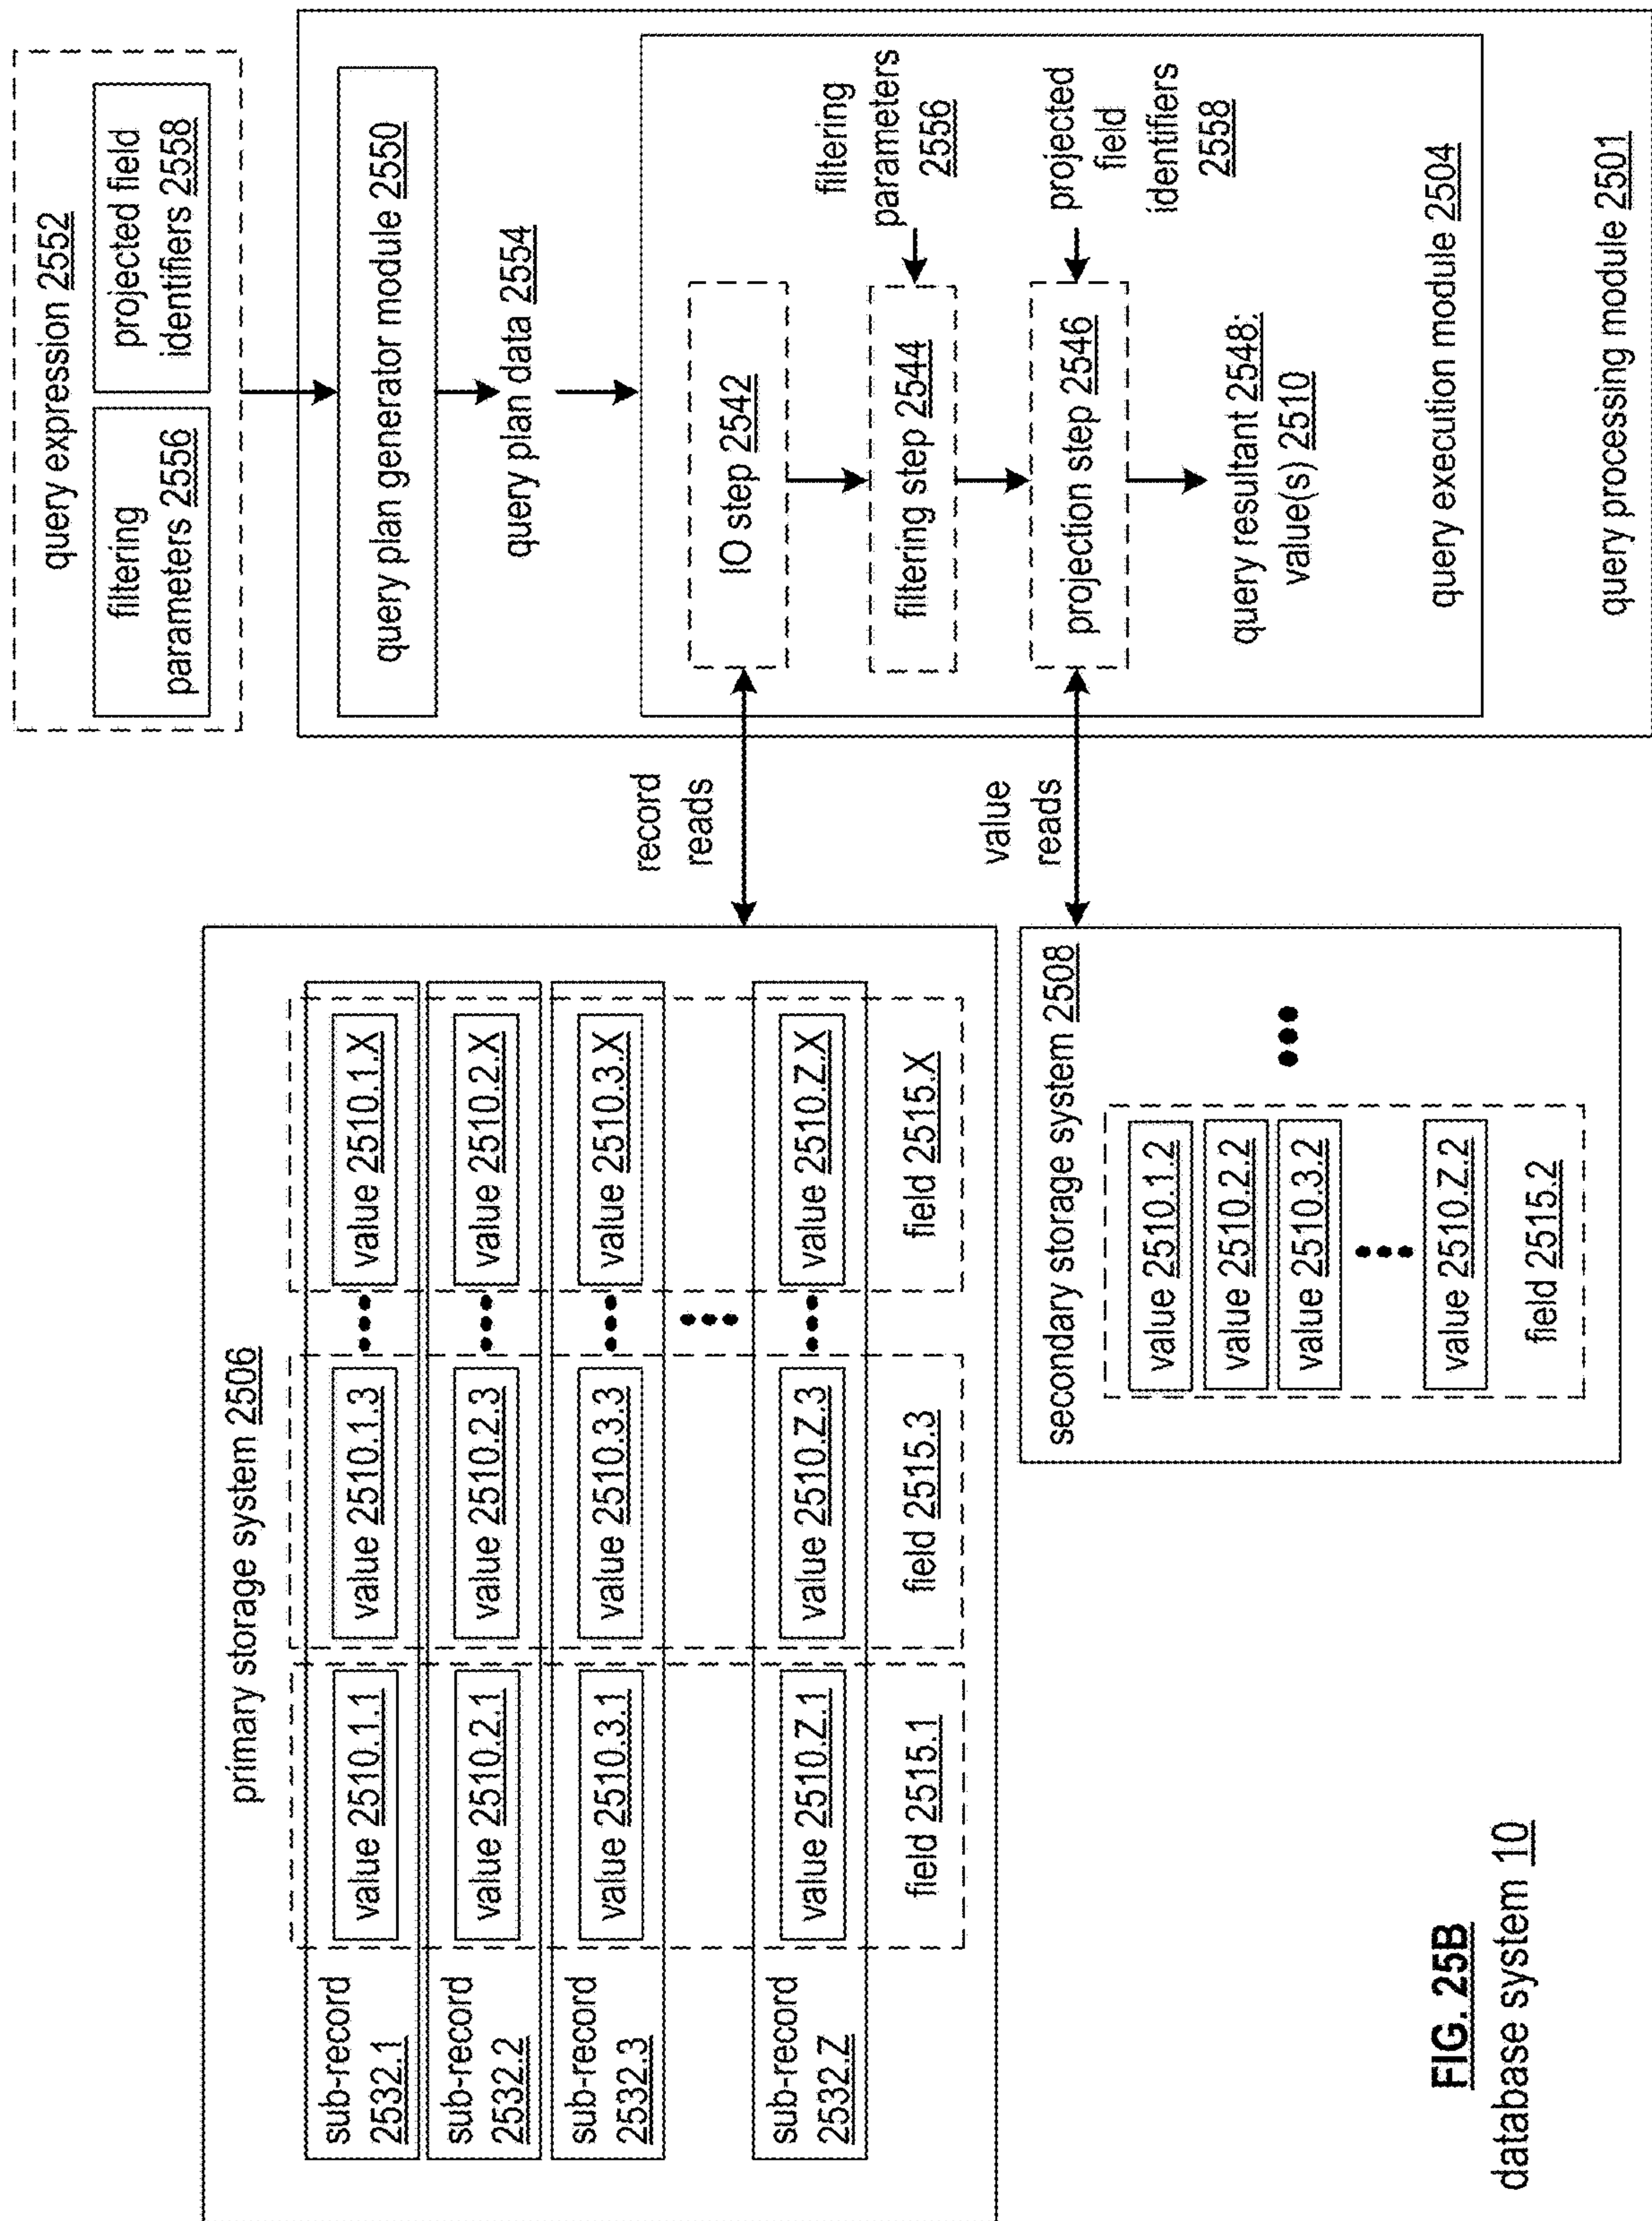 primary storage system 2506
sub-record
2532.1
value 2510.1.1
value 2510.1.3
value 2510.1.X
sub-record
2532.2
value 2510.2.1
value 2510.2.3
value 2510.2.X
sub-record
2532.3
value 2510.3.1
value 2510.3.3
value 2510.3.X
sub-record
2532.Z
value 2510.Z.1
value 2510.Z.3
value 2510.Z.X
field 2515.1
field 2515.3
field 2515.X
secondary storage system 2508
value 2510.1.2
value 2510.2.2
value 2510.3.2
value 2510.Z.2
field 2515.2
record
reads
value
reads
query expression 2552
filtering
parameters 2556
projected field
identifiers 2558
query plan generator module 2550
query plan data 2554
IO step 2542
filtering step 2544
filtering
parameters
2556
projection step 2546
projected
field
identifiers
2558
query resultant 2548:
value(s) 2510
query execution module 2504
query processing module 2501
FIG. 25B
database system 10